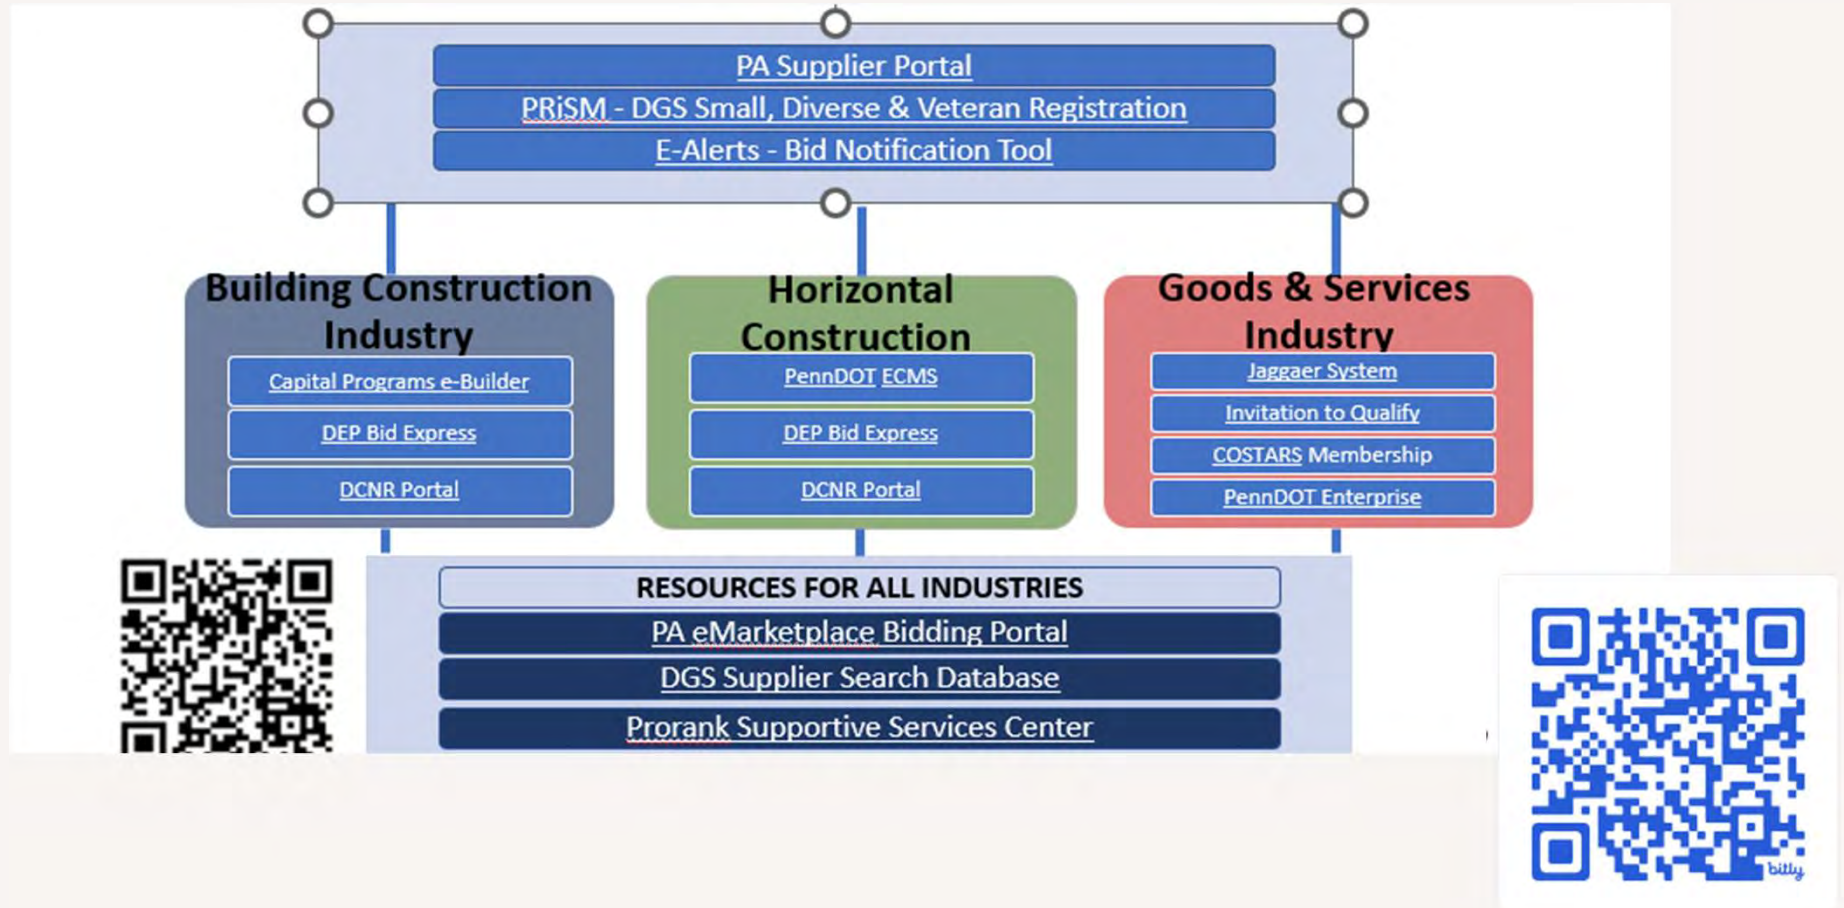 PA Supplier Portal
PRiSM - DGS Small, Diverse & Veteran Registration
E-Alerts - Bid Notification Tool
Building Construction
Industry
Capital Programs e-Builder
DEP Bid Express
DCNR Portal
Horizontal
Construction
PennDOT ECMS
DEP Bid Express
DCNR Portal
Goods & Services
Industry
Jaggaer System
Invitation to Qualify
COSTARS Membership
PennDOT Enterprise
RESOURCES FOR ALL INDUSTRIES
PA eMarketplace Bidding Portal
DGS Supplier Search Database
Prorank Supportive Services Center
bitly